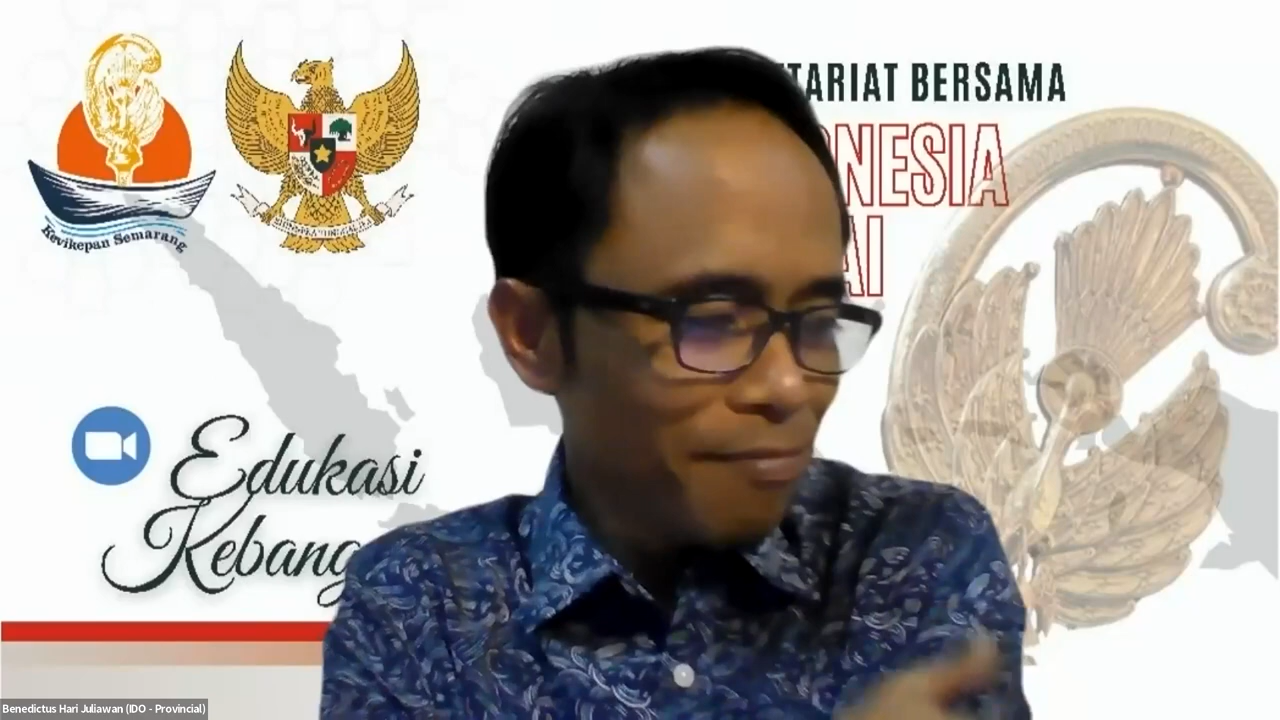 TARIAT BERSAMA
NESIA
AI
Kevikepan Semarang
Edukasi
Kebang
Benedictus Hari Juliawan (IDO - Provincial)